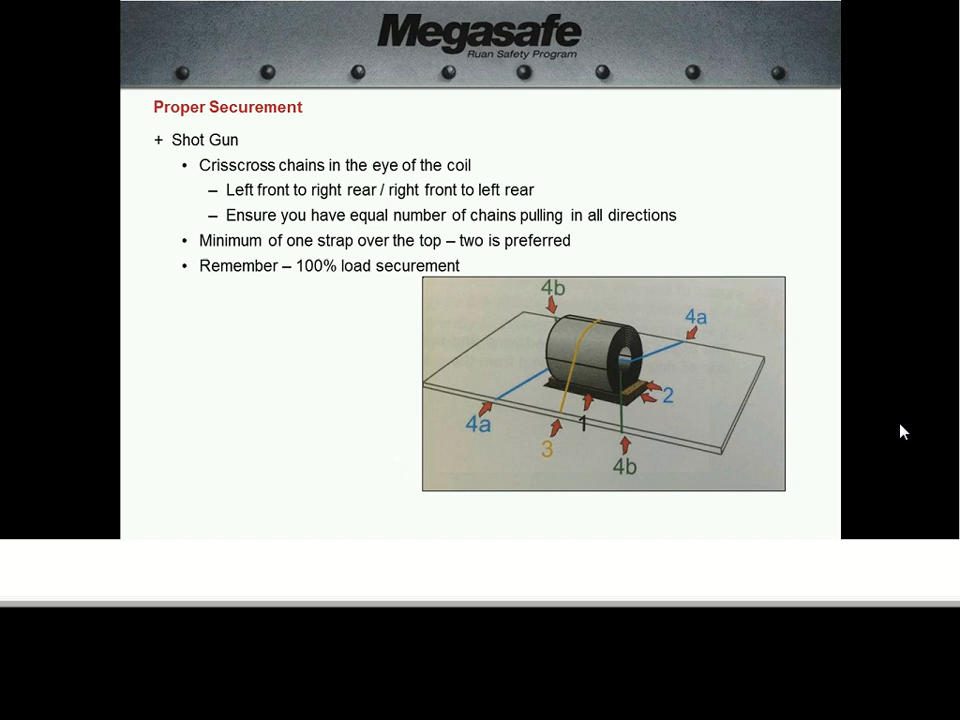 Megasafe
Ruan Safety Program
Proper Securement
+ Shot Gun
• Crisscross chains in the eye of the coil
– Left front to right rear / right front to left rear
– Ensure you have equal number of chains pulling in all directions
• Minimum of one strap over the top – two is preferred
• Remember – 100% load securement
4b
4a
2
4a
1
3
4b